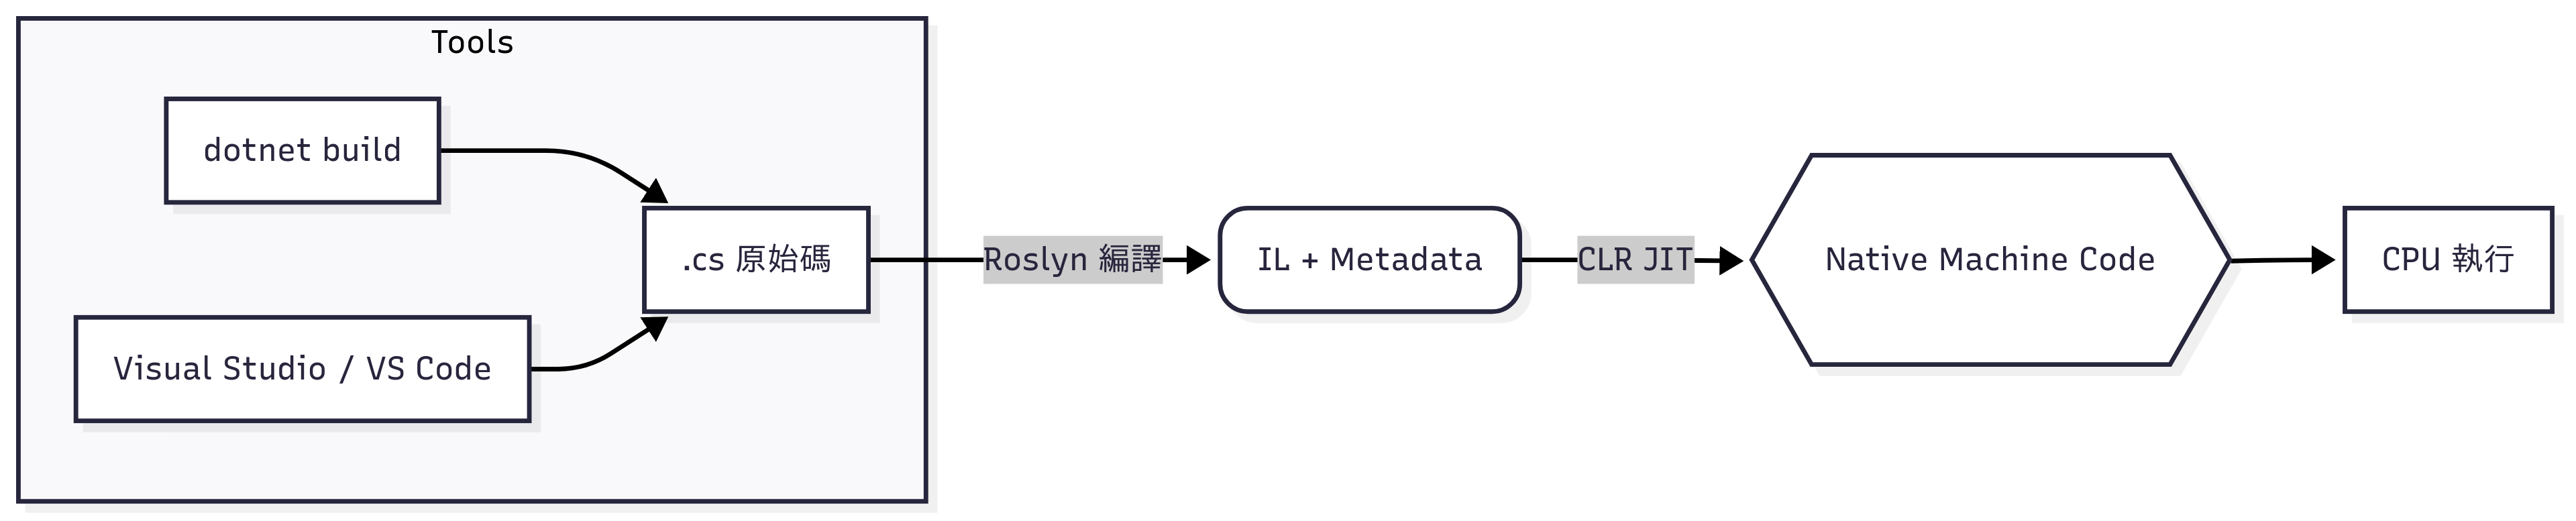 Tools
dotnet build
Visual Studio / VS Code
.cs 原始碼
Roslyn 編譯
IL + Metadata
CLR JIT
Native Machine Code
CPU 執行